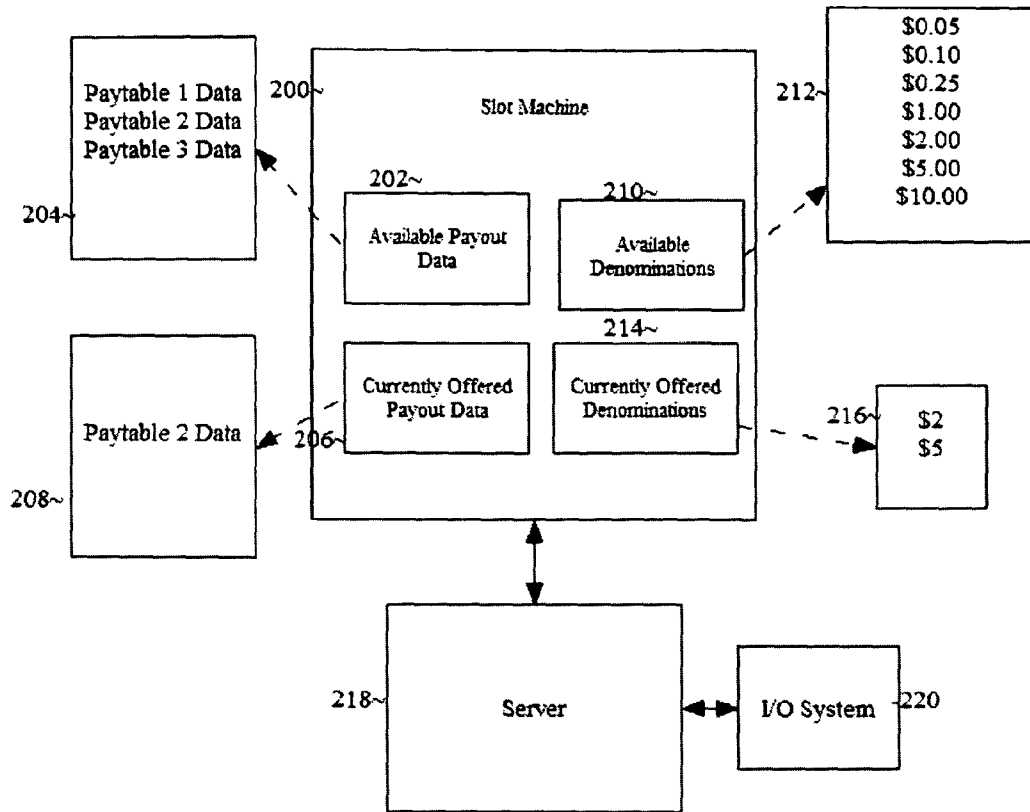 Paytable 1 Data
Paytable 2 Data
Paytable 3 Data
204~
200~
Slot Machine
212~
$0.05
$0.10
$0.25
$1.00
$2.00
$5.00
$10.00
202~
Available Payout
Data
210~
Available
Denominations
Paytable 2 Data
208~
Currently Offered
Payout Data
206~
214~
Currently Offered
Denominations
216~
$2
$5
218~
Server
I/O System
~220